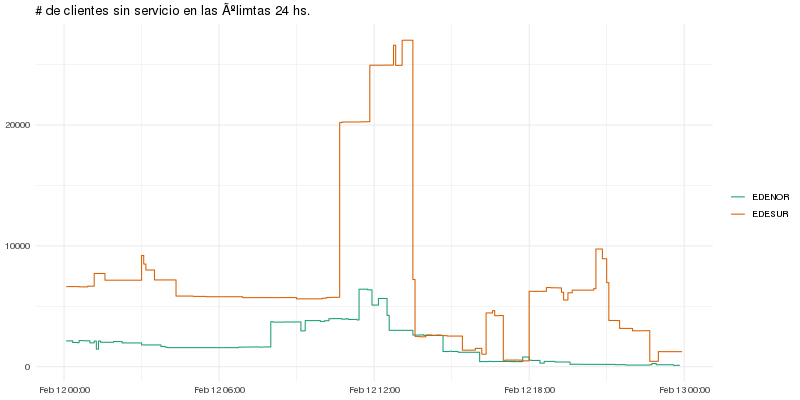 # de clientes sin servicio en las Ãºlimtas 24 hs.
20000
10000
0
Feb 12 00:00
Feb 12 06:00
Feb 12 12:00
Feb 12 18:00
Feb 13 00:00
EDENOR
EDESUR